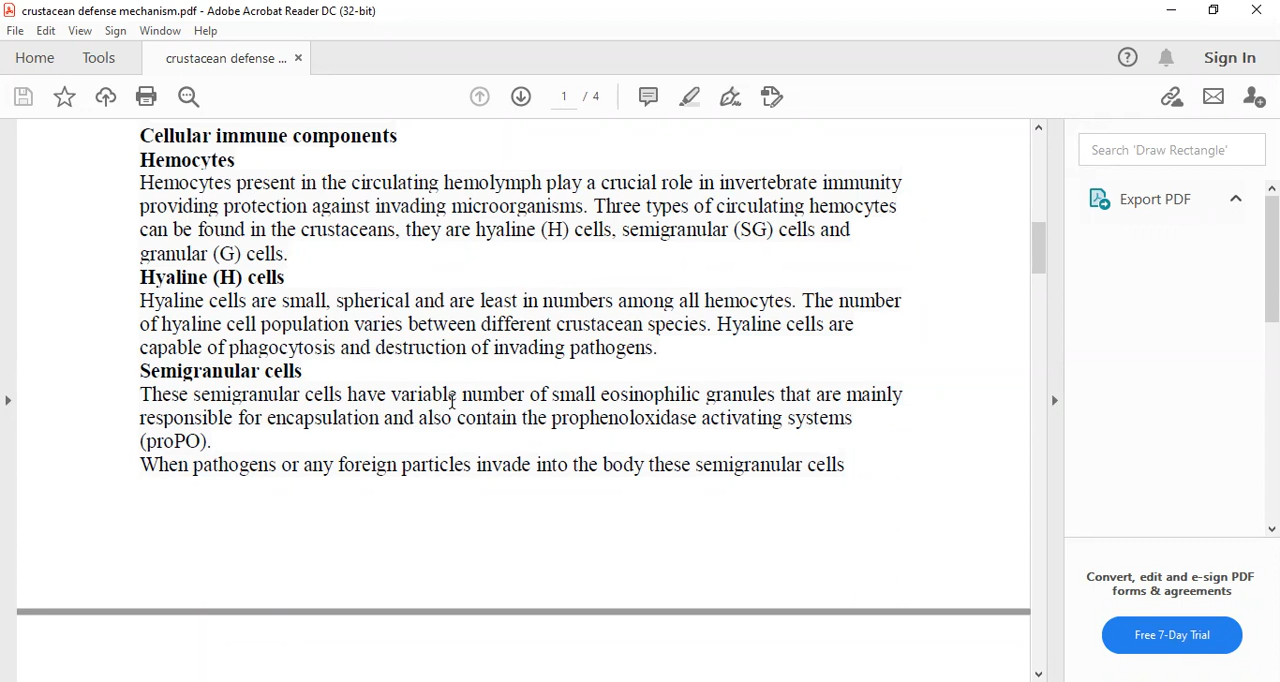 crustacean defense mechanism.pdf - Adobe Acrobat Reader DC (32-bit)
File Edit View Sign Window Help
Home Tools crustacean defense ... × Sign In
1 / 4
Cellular immune components
Hemocytes
Hemocytes present in the circulating hemolymph play a crucial role in invertebrate immunity
providing protection against invading microorganisms. Three types of circulating hemocytes
can be found in the crustaceans, they are hyaline (H) cells, semigranular (SG) cells and
granular (G) cells.
Hyaline (H) cells
Hyaline cells are small, spherical and are least in numbers among all hemocytes. The number
of hyaline cell population varies between different crustacean species. Hyaline cells are
capable of phagocytosis and destruction of invading pathogens.
Semigranular cells
These semigranular cells have variable number of small eosinophilic granules that are mainly
responsible for encapsulation and also contain the prophenoloxidase activating systems
(proPO).
When pathogens or any foreign particles invade into the body these semigranular cells
Search 'Draw Rectangle'
Export PDF
Convert, edit and e-sign PDF
forms & agreements
Free 7-Day Trial